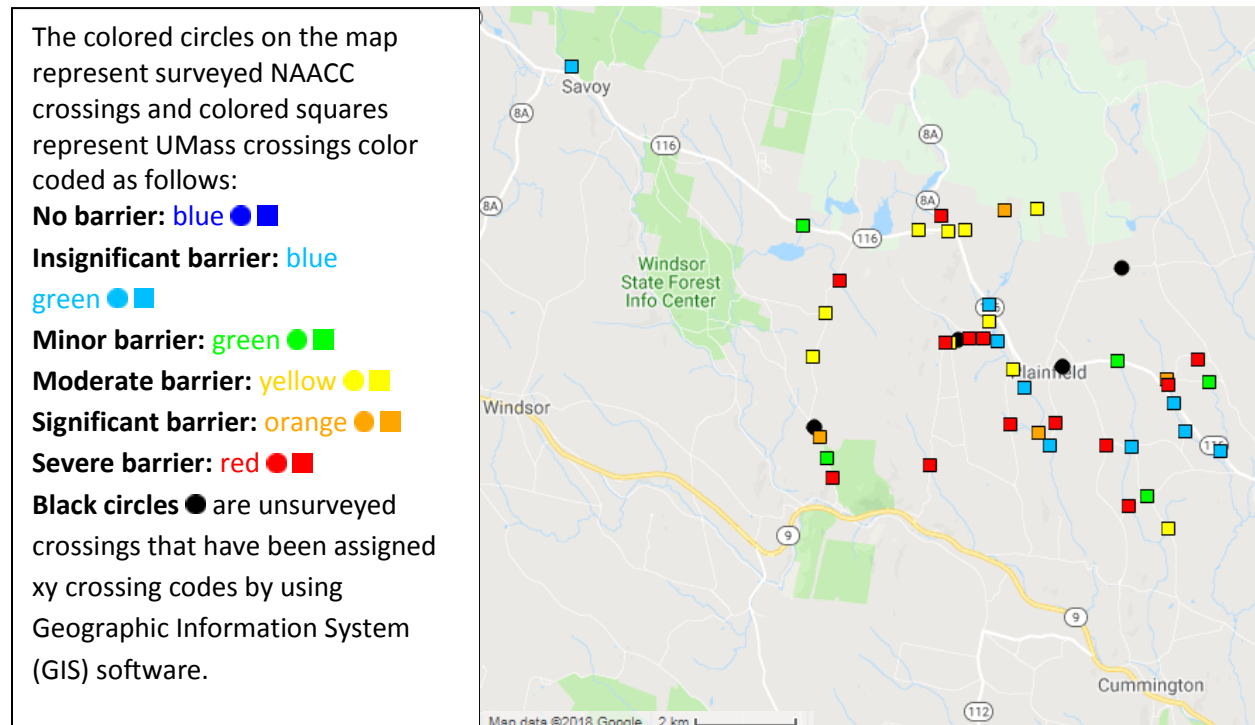 The colored circles on the map
represent surveyed NAACC
crossings and colored squares
represent UMass crossings color
coded as follows:
No barrier: blue
Insignificant barrier: blue
green
Minor barrier: green
Moderate barrier: yellow
Significant barrier: orange
Severe barrier: red
Black circles are unsurveyed
crossings that have been assigned
xy crossing codes by using
Geographic Information System
(GIS) software.
Savoy
8A
8A
116
8A
8A
116
Windsor
State Forest
Info Center
Plainfield
Windsor
9
9
Cummington
112
Map data ©2018 Google 2 km